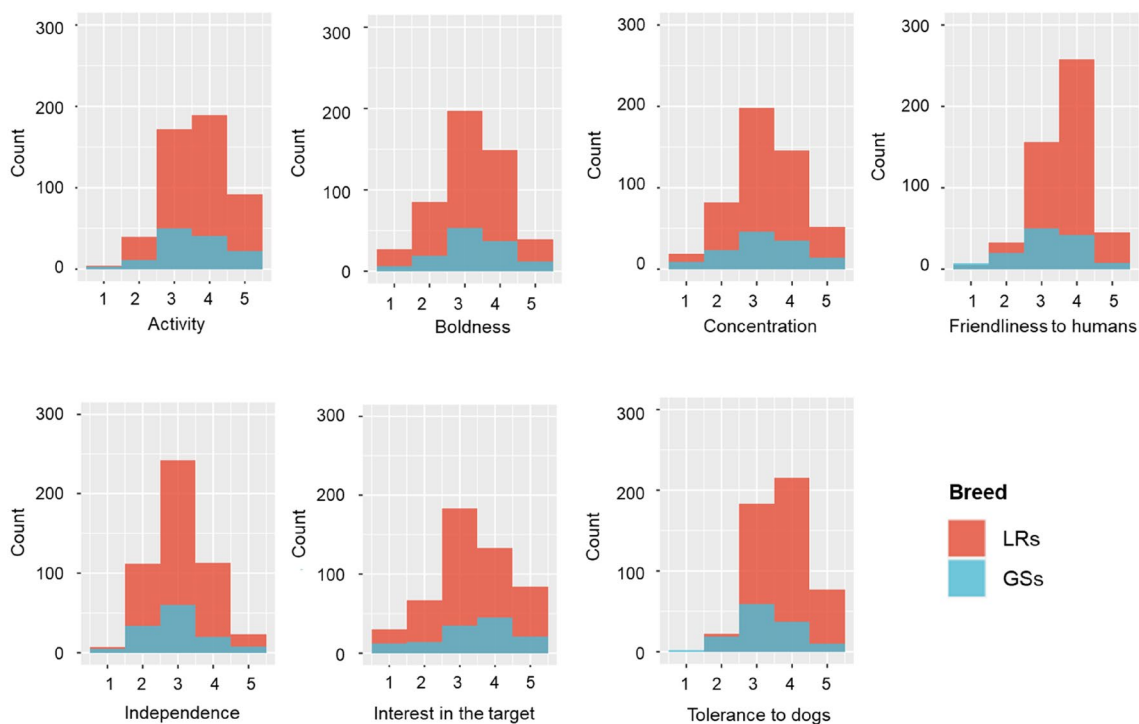 300
200
100
0
Count
1 2 3 4 5
Activity
300
200
100
0
Count
1 2 3 4 5
Boldness
300
200
100
0
Count
1 2 3 4 5
Concentration
300
200
100
0
Count
1 2 3 4 5
Friendliness to humans
300
200
100
0
Count
1 2 3 4 5
Independence
300
200
100
0
Count
1 2 3 4 5
Interest in the target
300
200
100
0
Count
1 2 3 4 5
Tolerance to dogs
Breed
LRs
GSs